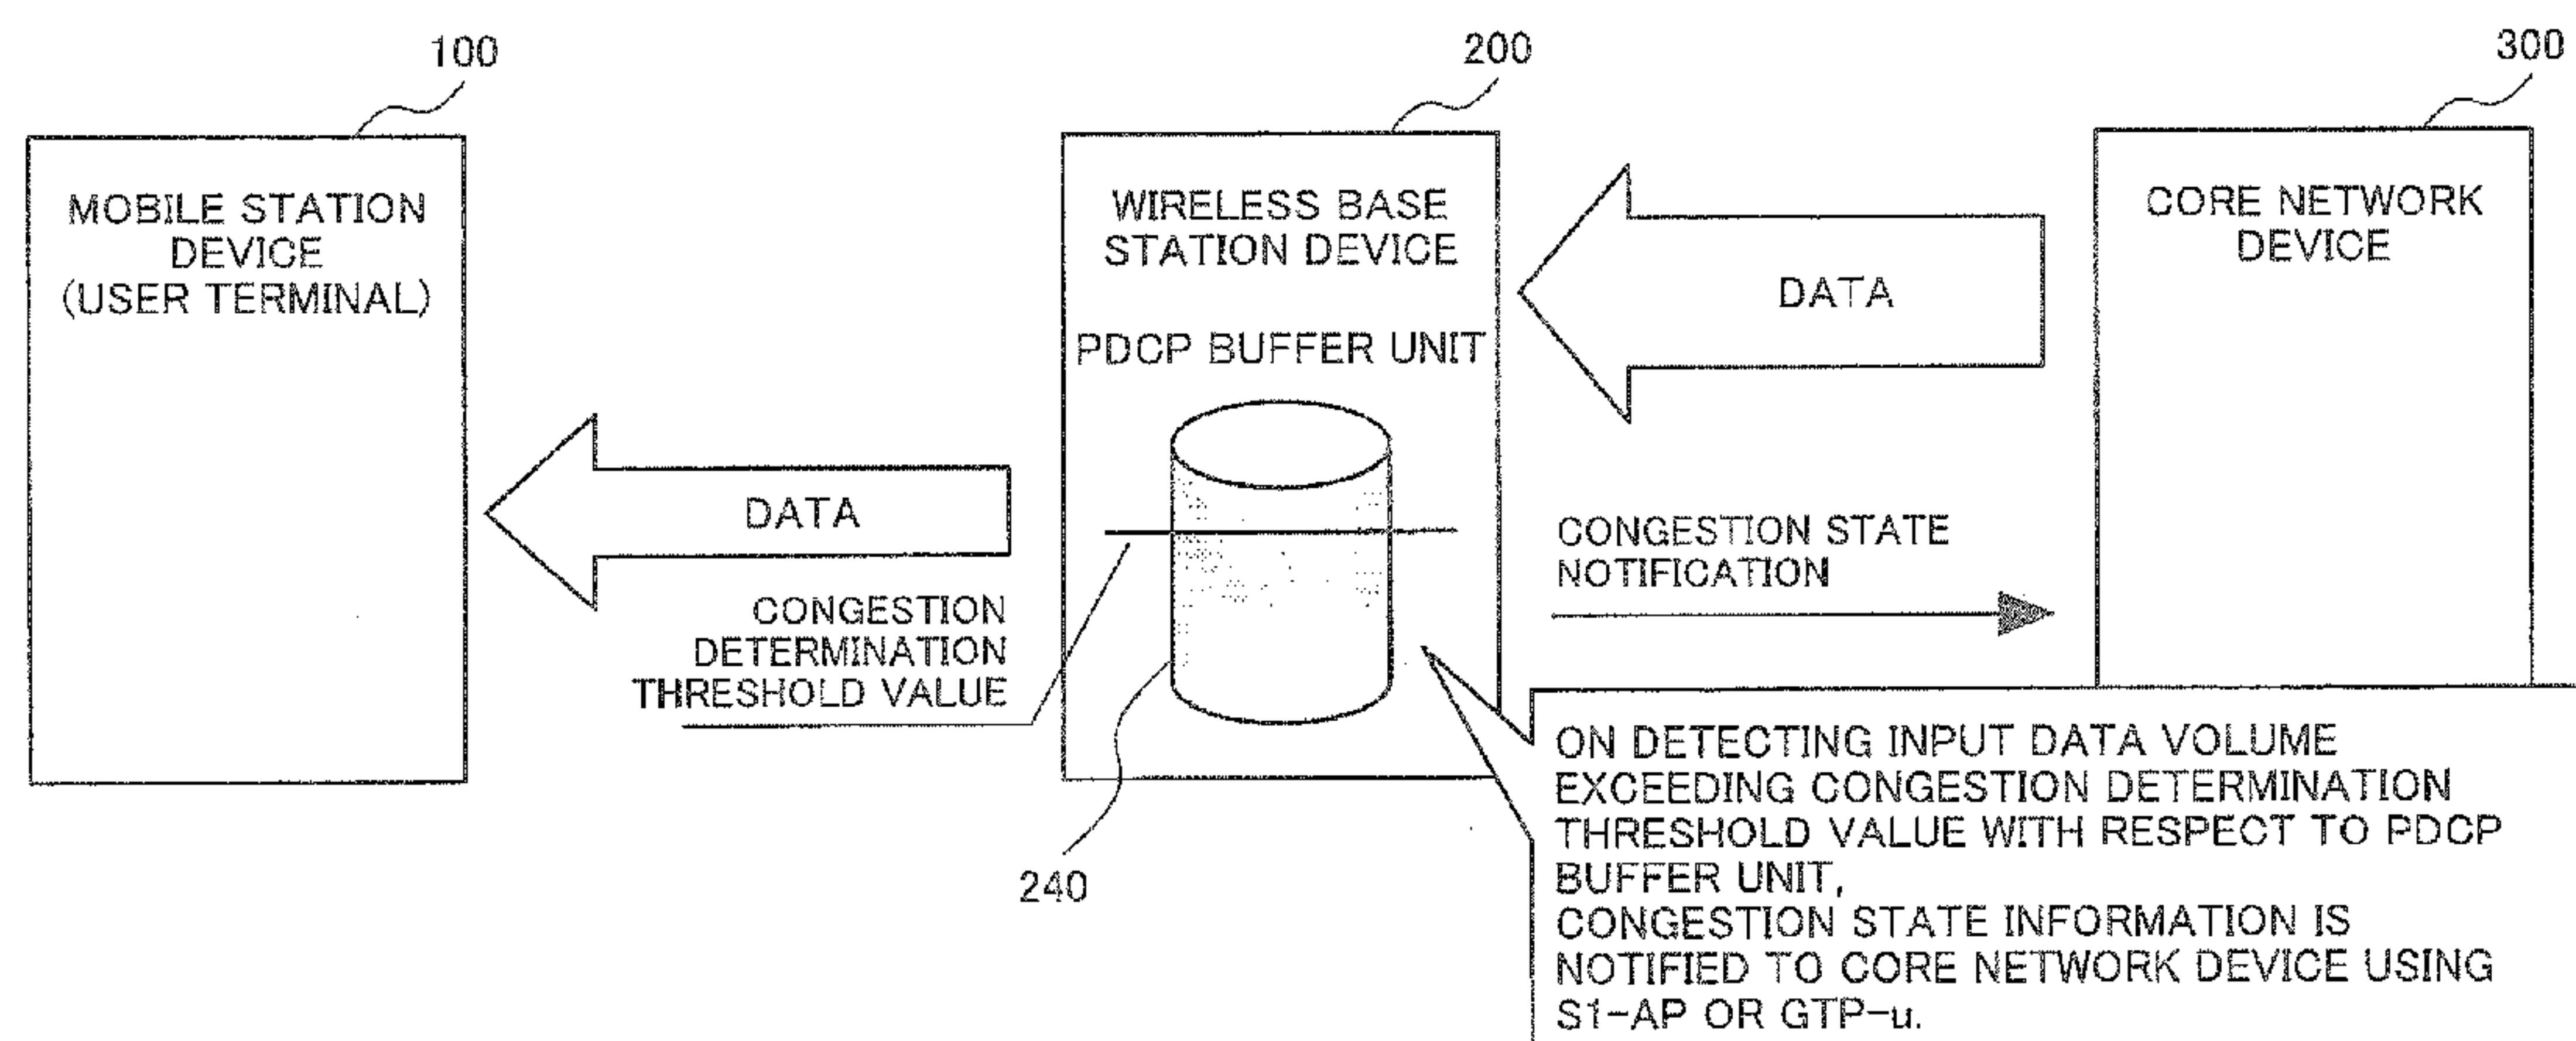 100
200
300
MOBILE STATION
DEVICE
(USER TERMINAL)
WIRELESS BASE
STATION DEVICE
PDCP BUFFER UNIT
DATA
CORE NETWORK
DEVICE
DATA
CONGESTION
DETERMINATION
THRESHOLD VALUE
CONGESTION STATE
NOTIFICATION
240
ON DETECTING INPUT DATA VOLUME
EXCEEDING CONGESTION DETERMINATION
THRESHOLD VALUE WITH RESPECT TO PDCP
BUFFER UNIT,
CONGESTION STATE INFORMATION IS
NOTIFIED TO CORE NETWORK DEVICE USING
S1-AP OR GTP-u.